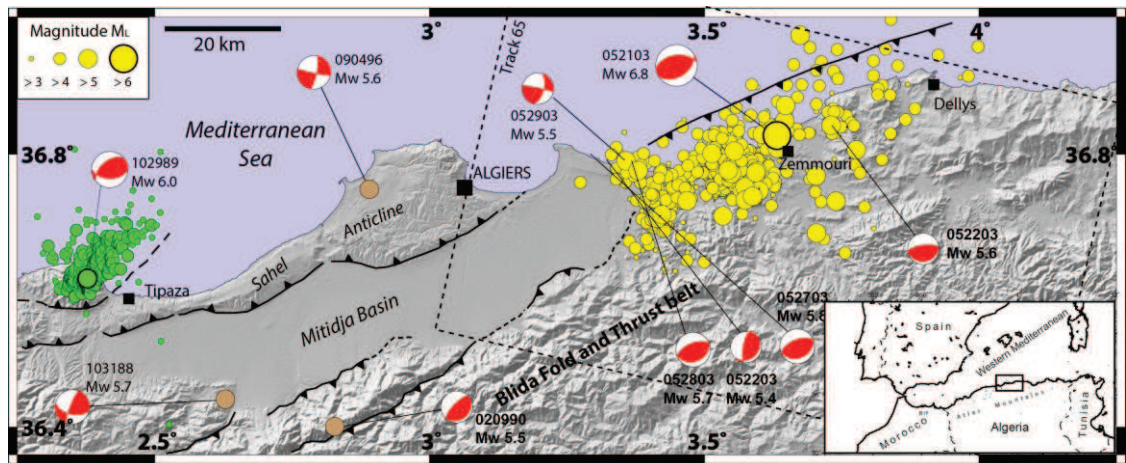 Magnitude ML
> 3 > 4 > 5 > 6
20 km
3°
3.5°
4°
36.8°
36.8°
36.4°
2.5°
3°
3.5°
Track 65
090496
Mw 5.6
052903
Mw 5.5
052103
Mw 6.8
Dellys
Mediterranean
Sea
102989
Mw 6.0
ALGIERS
Zemmouri
Anticline
Sahel
Tipaza
Mitidja Basin
Blida Fold and Thrust belt
052203
Mw 5.6
052703
Mw 5.8
052803
Mw 5.7
052203
Mw 5.4
103188
Mw 5.7
020990
Mw 5.5
Spain
Western Mediterranean
Rif
Atlas Mountains
Morocco
Algeria
Tunisia